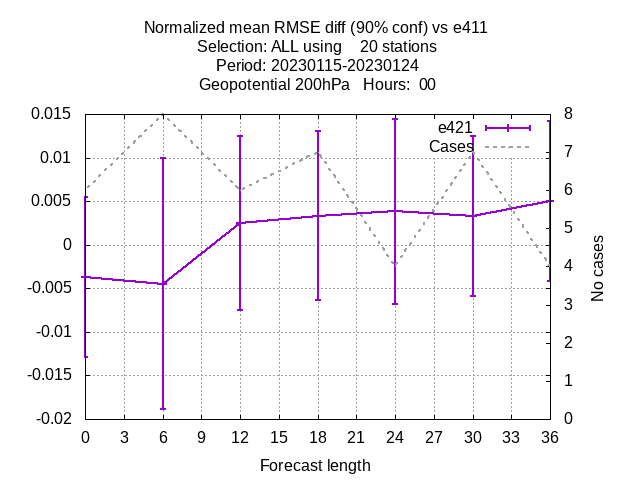 Normalized mean RMSE diff (90% conf) vs e411
Selection: ALL using    20 stations
Period: 20230115-20230124
Geopotential 200hPa   Hours:  00
e421
Cases
0.015
0.01
0.005
0
-0.005
-0.01
-0.015
-0.02
8
7
6
5
4
3
2
1
0
No cases
0 3 6 9 12 15 18 21 24 27 30 33 36
Forecast length